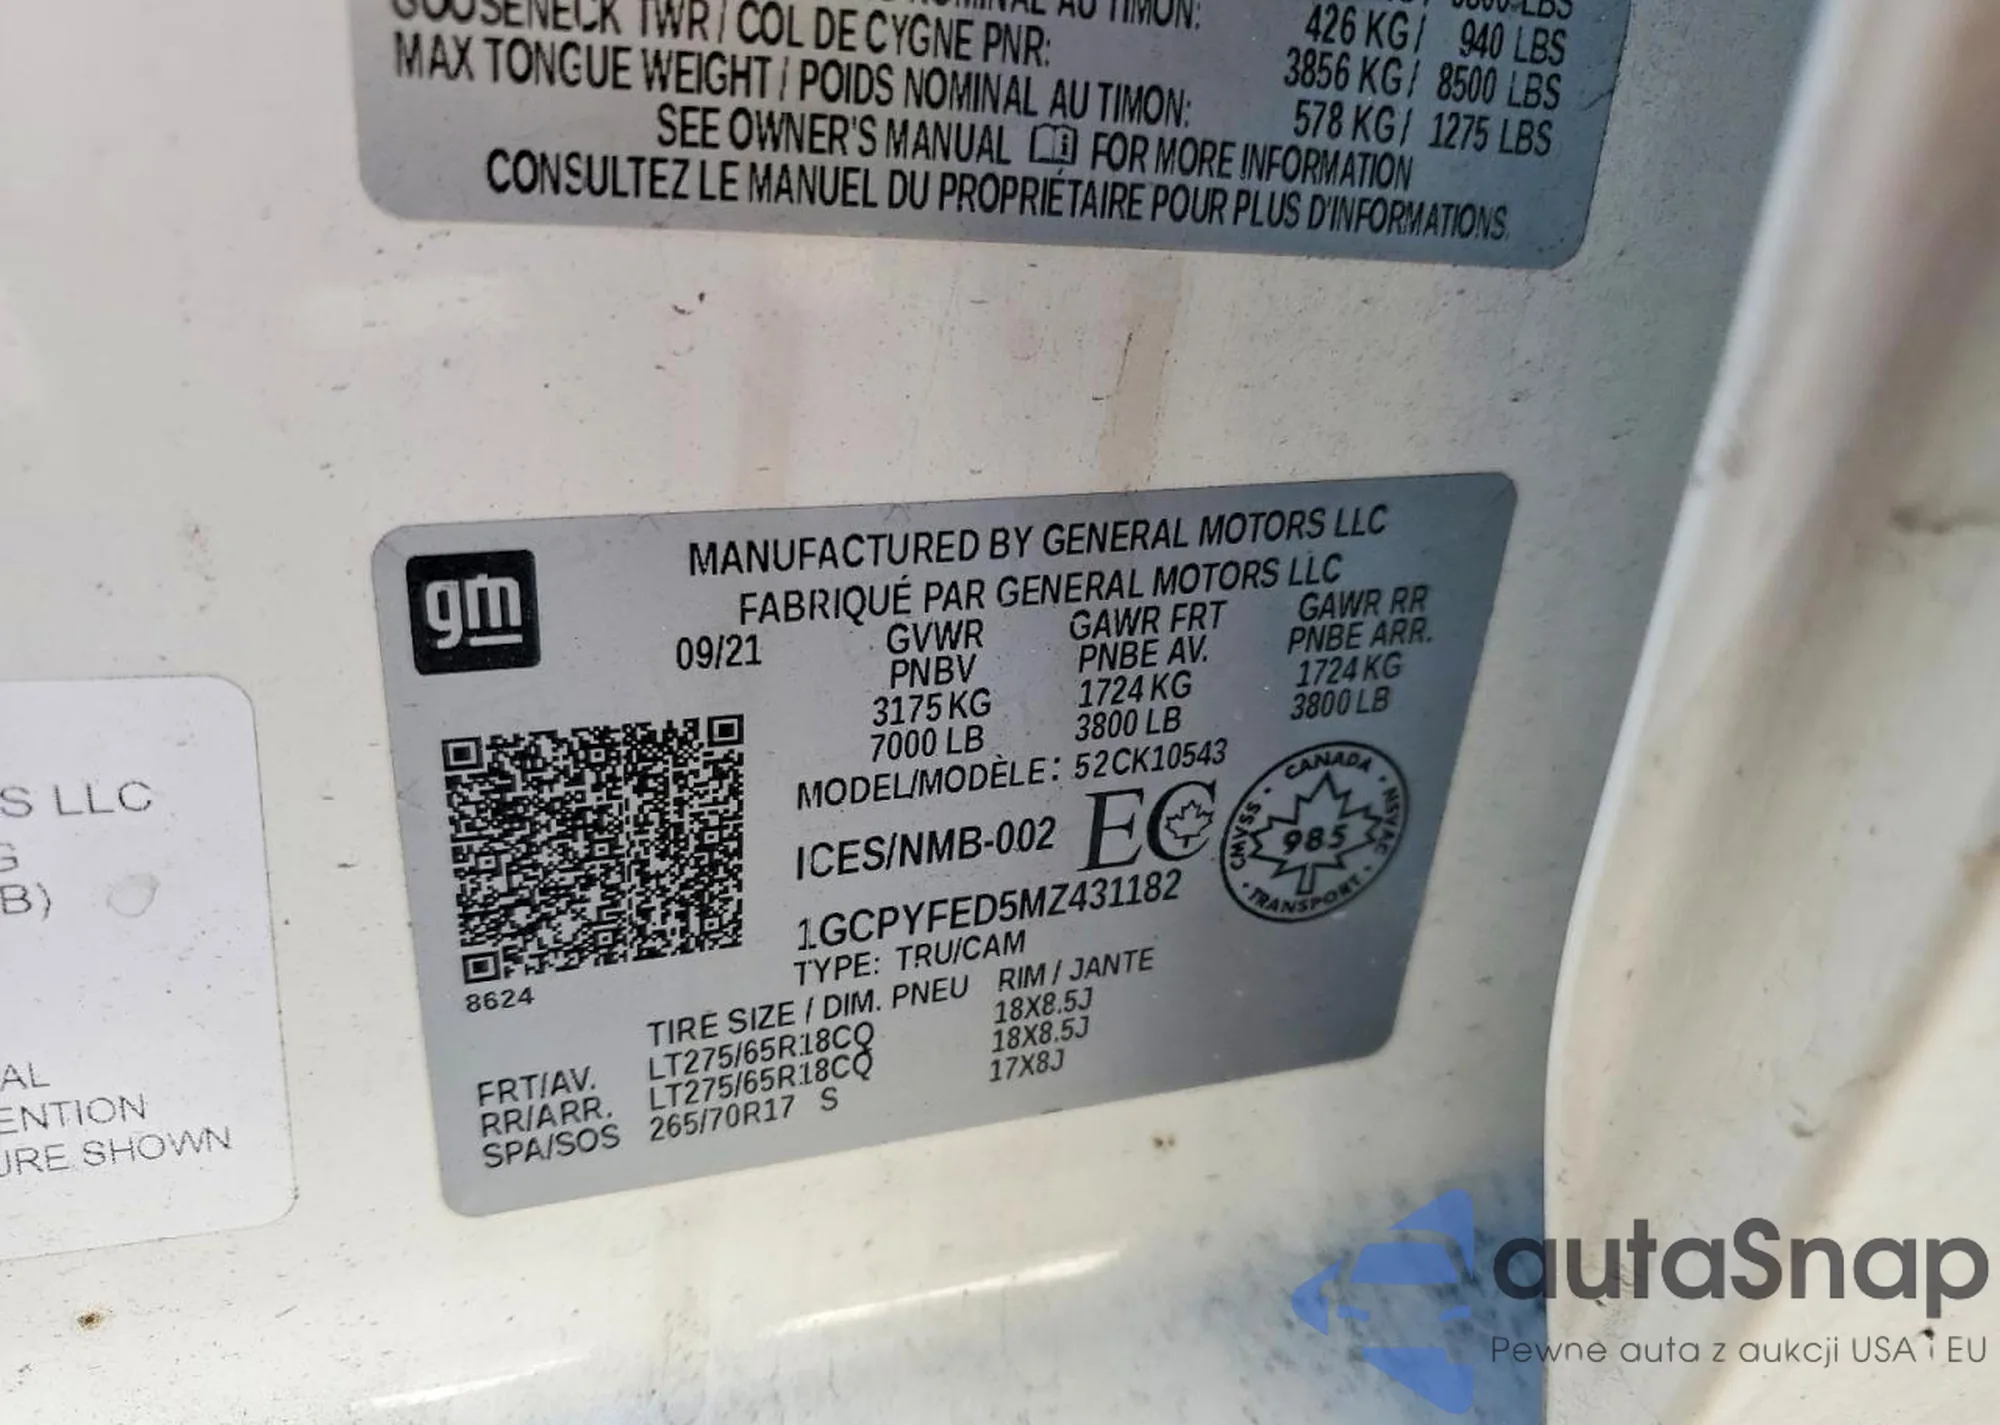 NOMINAL AU TIMON:
GOOSENECK TWR / COL DE CYGNE PNR: 426 KG / 940 LBS
MAX TONGUE WEIGHT / POIDS NOMINAL AU TIMON: 3856 KG / 8500 LBS
578 KG / 1275 LBS
SEE OWNER'S MANUAL FOR MORE INFORMATION
CONSULTEZ LE MANUEL DU PROPRIÉTAIRE POUR PLUS D'INFORMATIONS.
gm
MANUFACTURED BY GENERAL MOTORS LLC
FABRIQUÉ PAR GENERAL MOTORS LLC
09/21 GVWR GAWR FRT GAWR RR
PNBV PNBE AV. PNBE ARR.
3175 KG 1724 KG 1724 KG
7000 LB 3800 LB 3800 LB
MODEL/MODÈLE: 52CK10543
ICES/NMB-002 EC
CANADA NSVAC TRANSPORT CMVSS
985
1GCPYFED5MZ431182
TYPE: TRU/CAM
8624
TIRE SIZE / DIM. PNEU RIM / JANTE
FRT/AV. LT275/65R18CQ 18X8.5J
RR/ARR. LT275/65R18CQ 18X8.5J
SPA/SOS 265/70R17 S 17X8J
S LLC
G
B)
AL
ENTION
URE SHOWN
autaSnap
Pewne auta z aukcji USA i EU